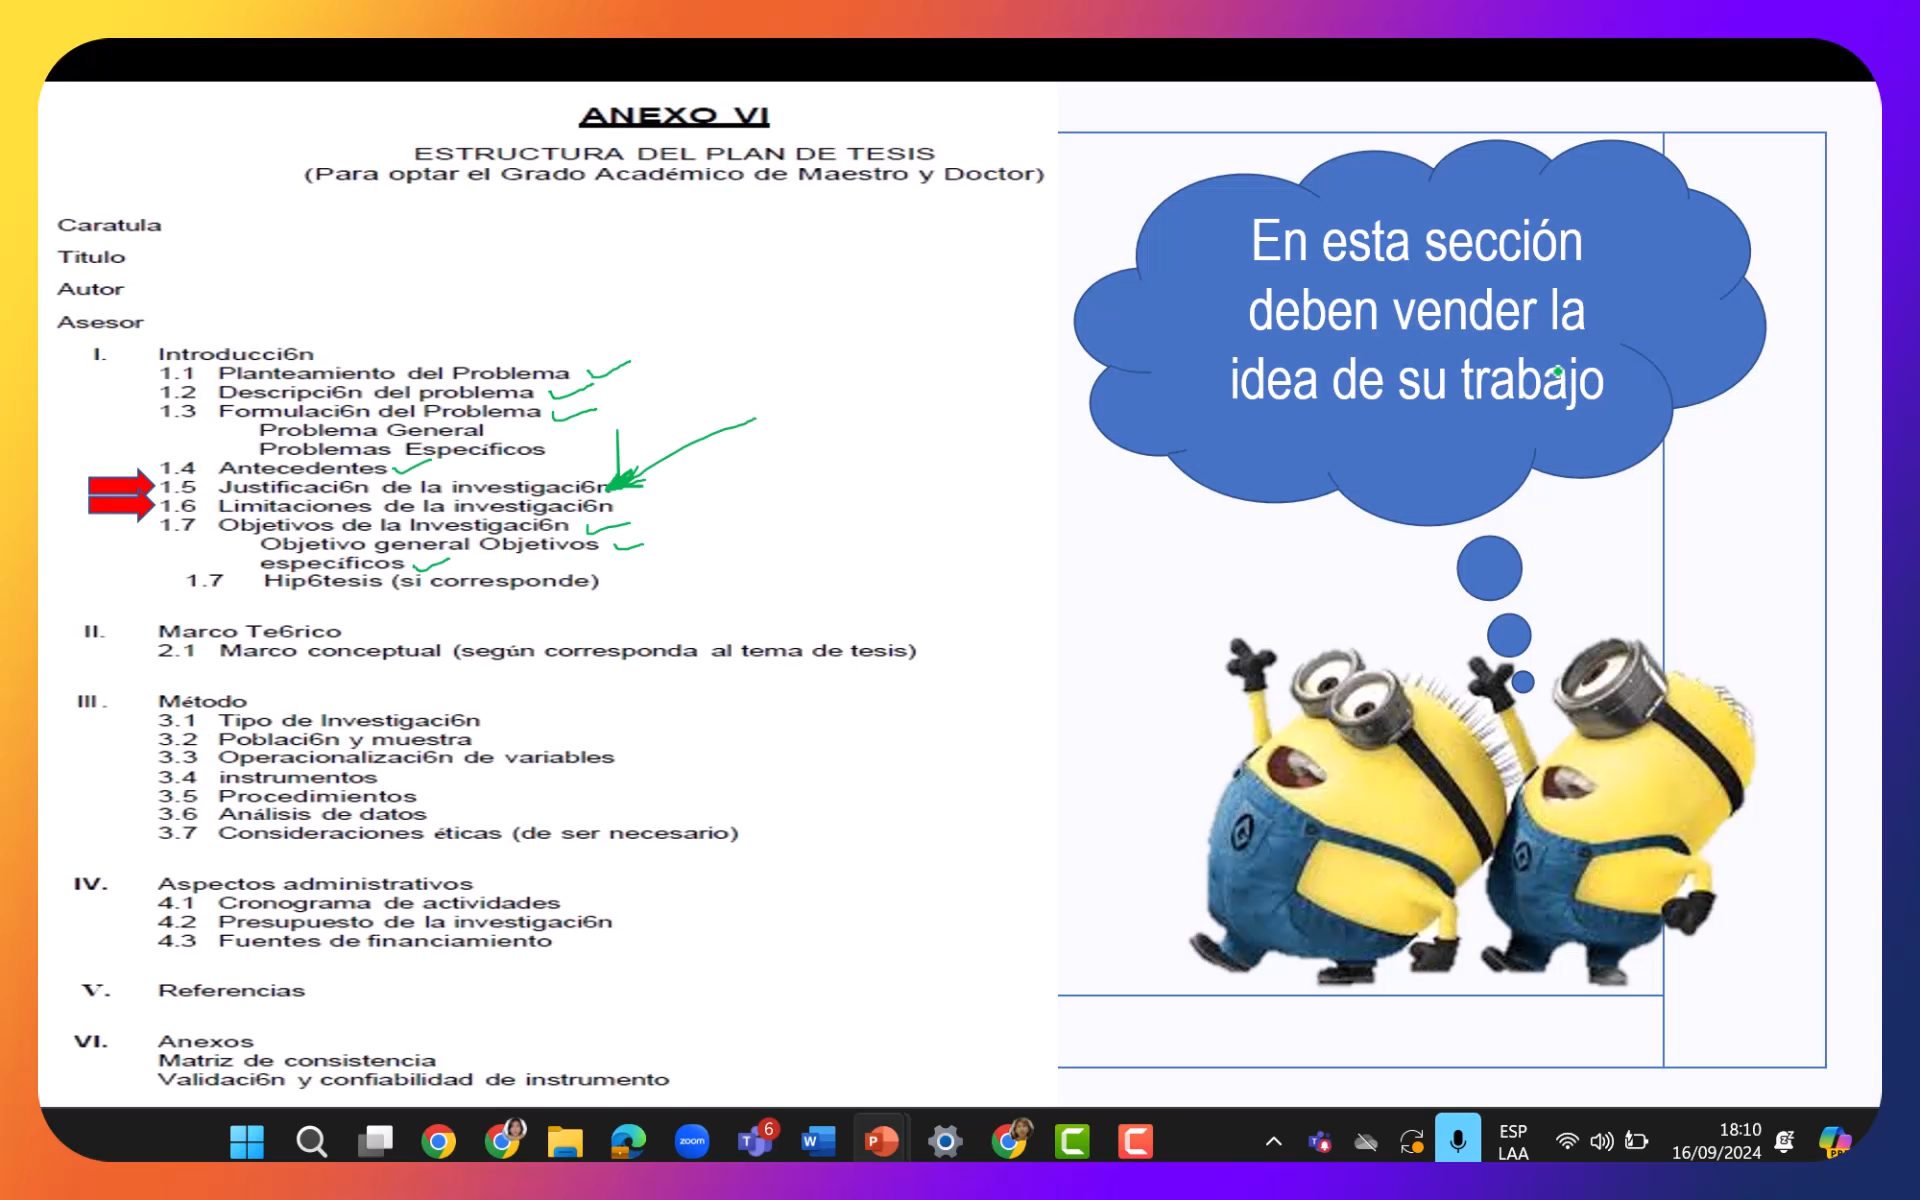 ANEXO VI
ESTRUCTURA DEL PLAN DE TESIS
(Para optar el Grado Académico de Maestro y Doctor)
Caratula
Titulo
Autor
Asesor
I. Introducci6n
1.1 Planteamiento del Problema
1.2 Descripci6n del problema
1.3 Formulaci6n del Problema
Problema General
Problemas Específicos
1.4 Antecedentes
1.5 Justificaci6n de la investigaci6n
1.6 Limitaciones de la investigaci6n
1.7 Objetivos de la Investigaci6n
Objetivo general Objetivos
específicos
1.7 Hip6tesis (si corresponde)
II. Marco Te6rico
2.1 Marco conceptual (según corresponda al tema de tesis)
III. Método
3.1 Tipo de Investigaci6n
3.2 Poblaci6n y muestra
3.3 Operacionalizaci6n de variables
3.4 instrumentos
3.5 Procedimientos
3.6 Análisis de datos
3.7 Consideraciones éticas (de ser necesario)
IV. Aspectos administrativos
4.1 Cronograma de actividades
4.2 Presupuesto de la investigaci6n
4.3 Fuentes de financiamiento
V. Referencias
VI. Anexos
Matriz de consistencia
Validaci6n y confiabilidad de instrumento
En esta sección
deben vender la
idea de su trabajo
zoom
T
6
W
P
ESP
LAA
18:10
16/09/2024
PRE